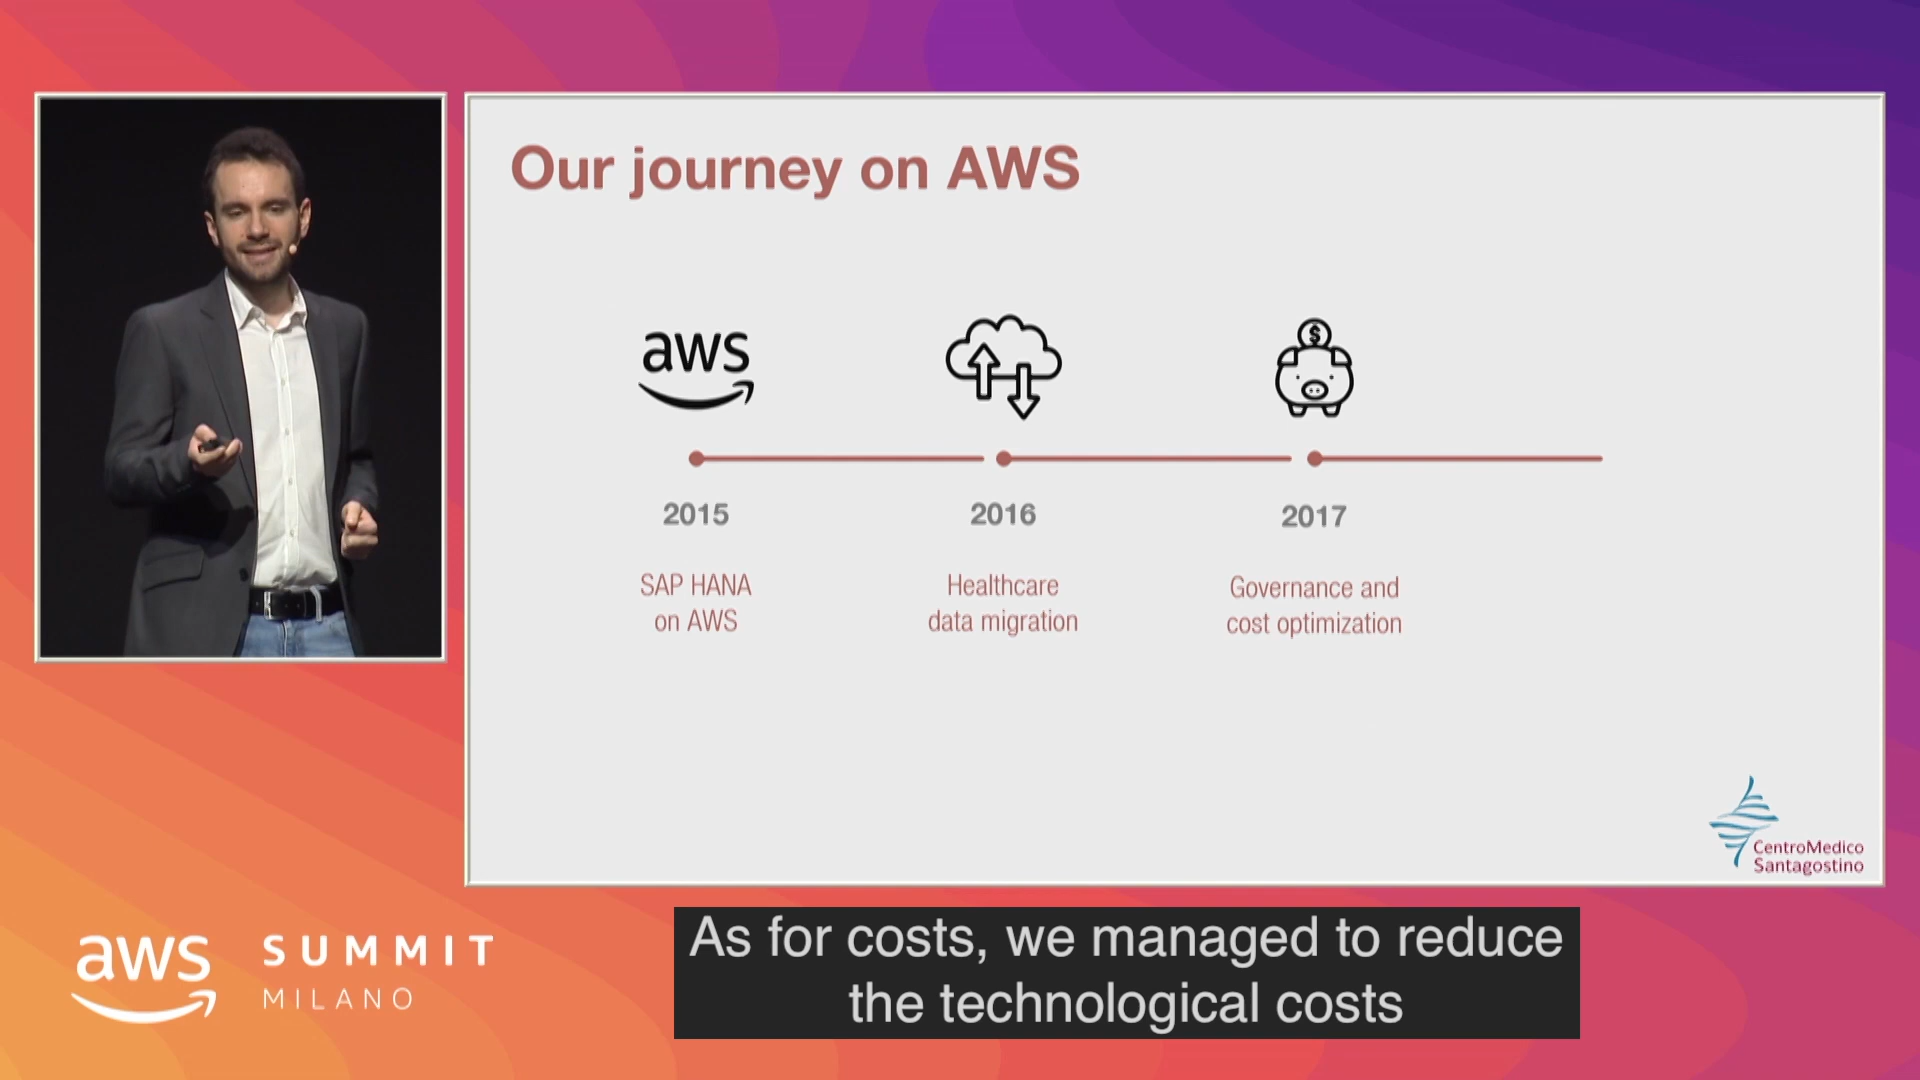 Our journey on AWS
aws
$
2015
2016
2017
SAP HANA
on AWS
Healthcare
data migration
Governance and
cost optimization
CentroMedico
Santagostino
aws
SUMMIT
MILANO
As for costs, we managed to reduce
the technological costs